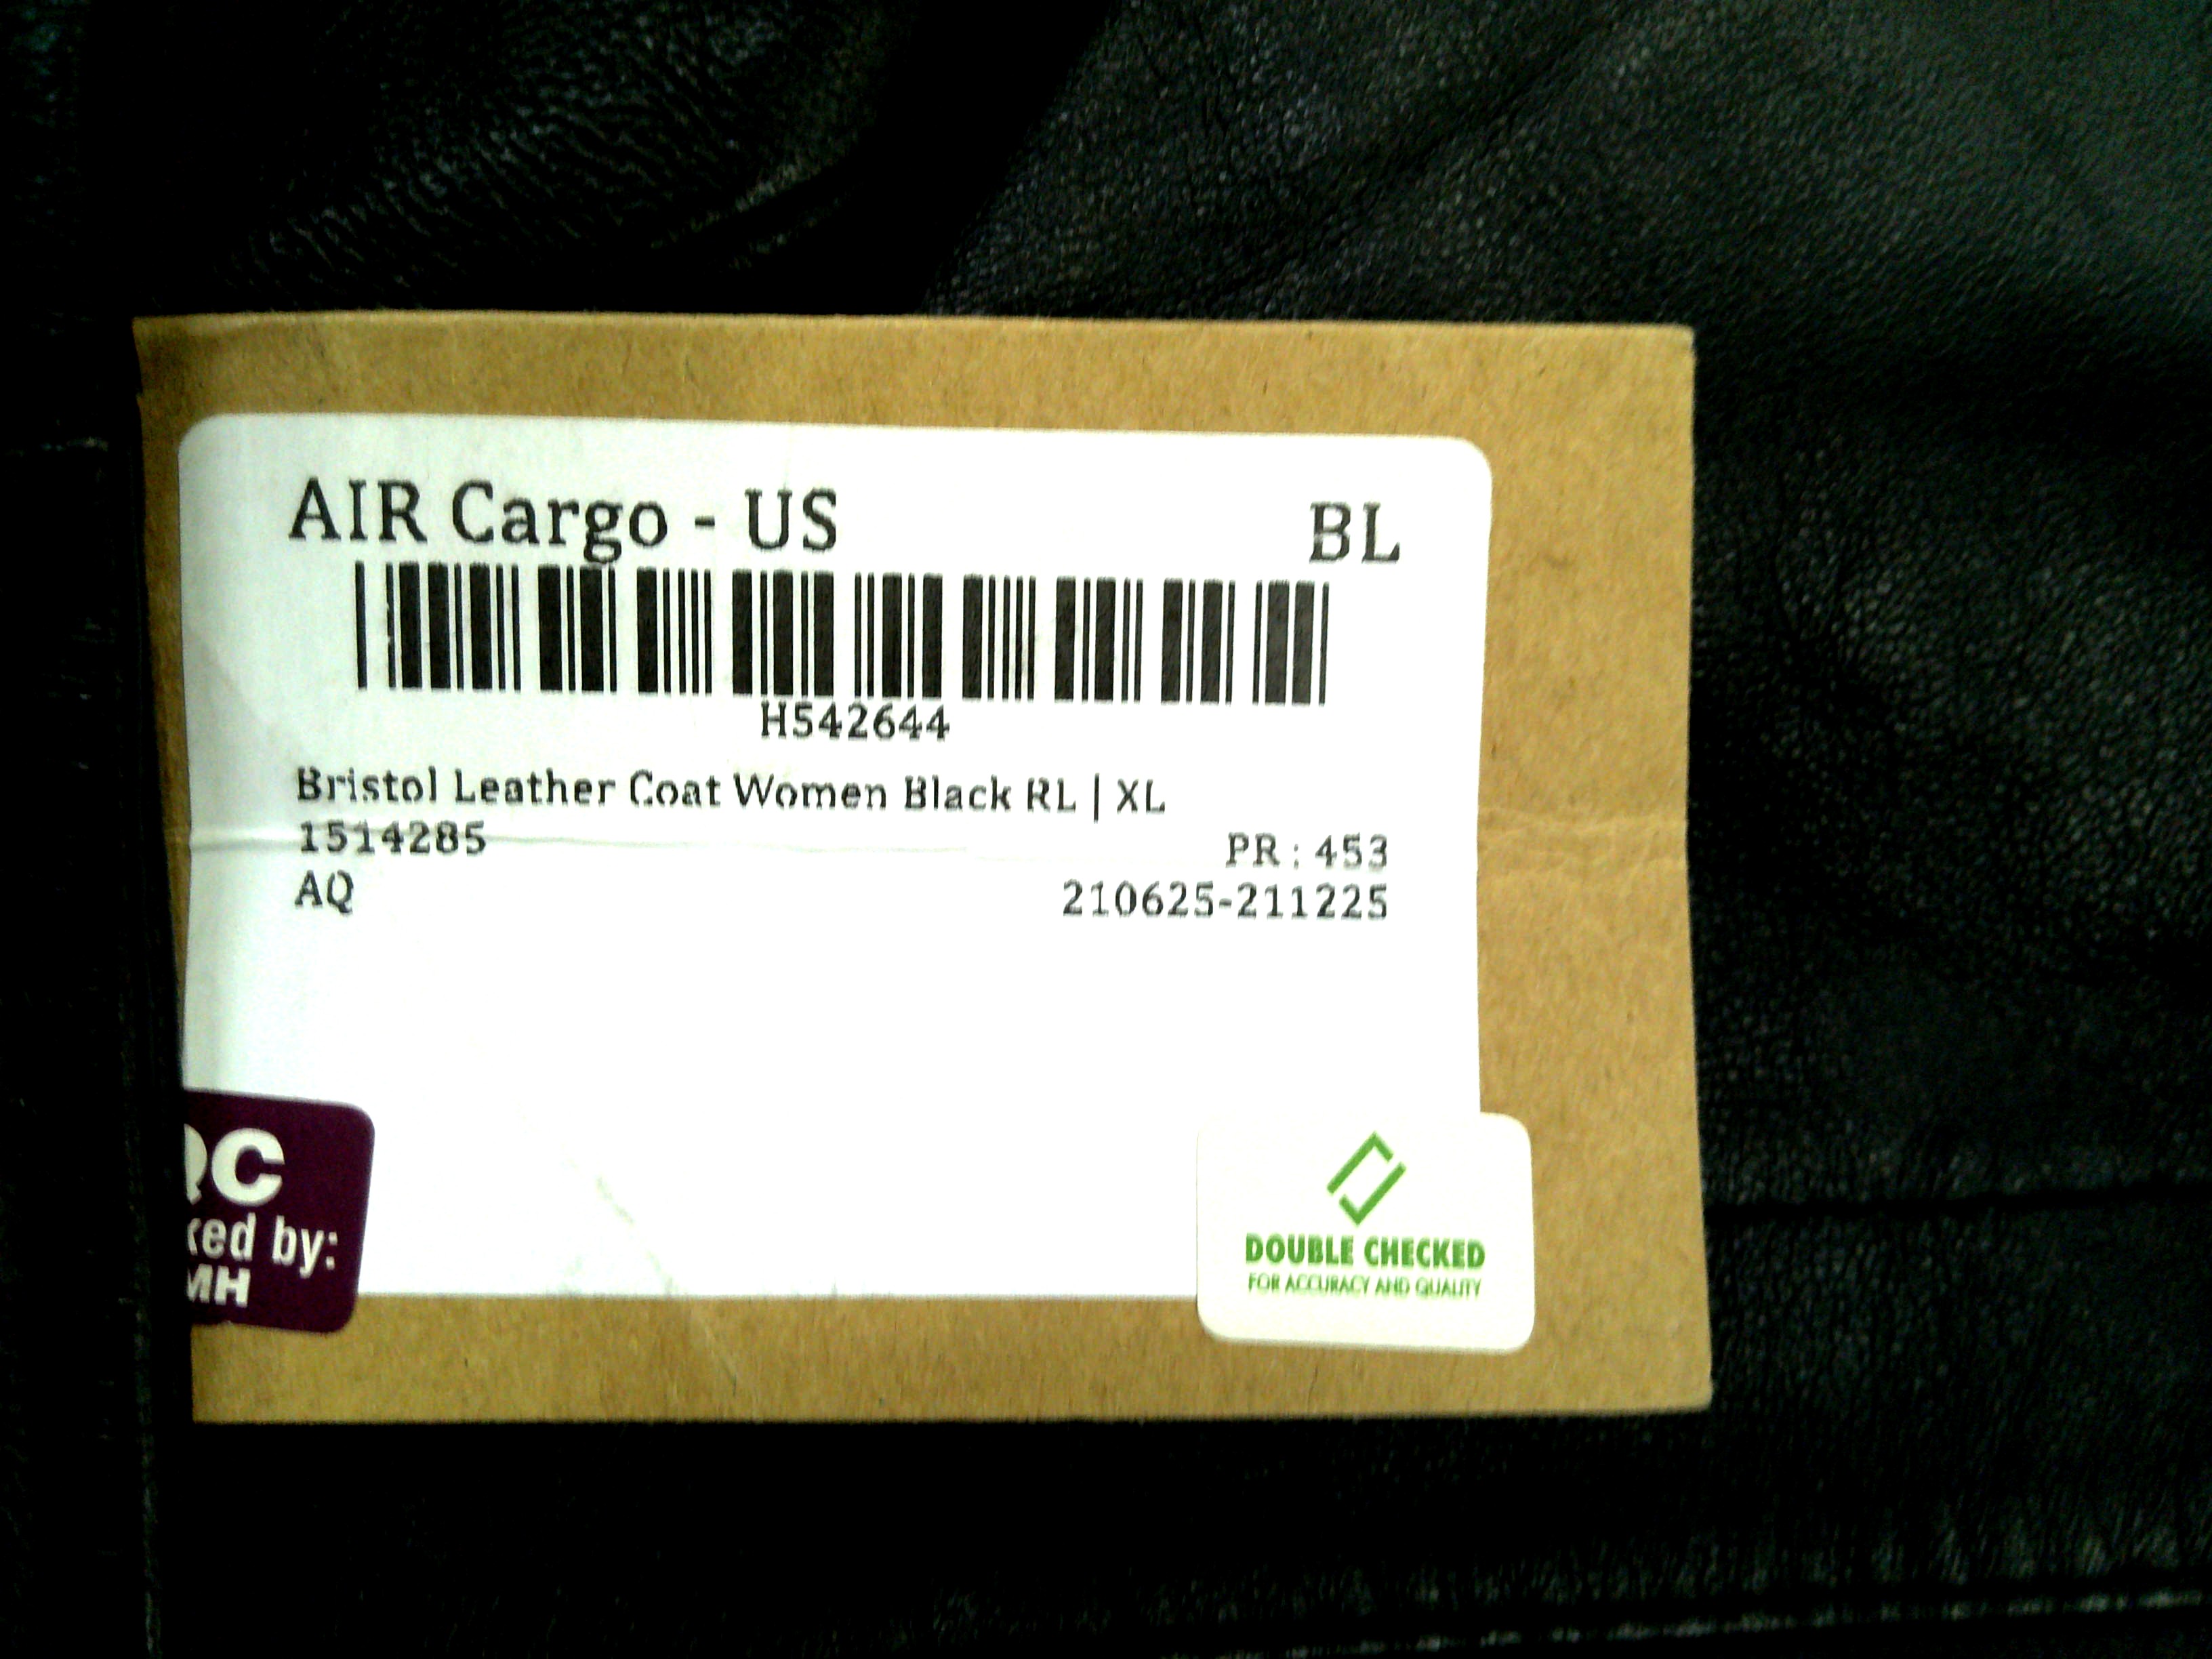 AIR Cargo - US BL
H542644
Bristol Leather Coat Women Black RL | XL
1514285 PR : 453
AQ 210625-211225
QC
ked by:
MH
DOUBLE CHECKED
FOR ACCURACY AND QUALITY